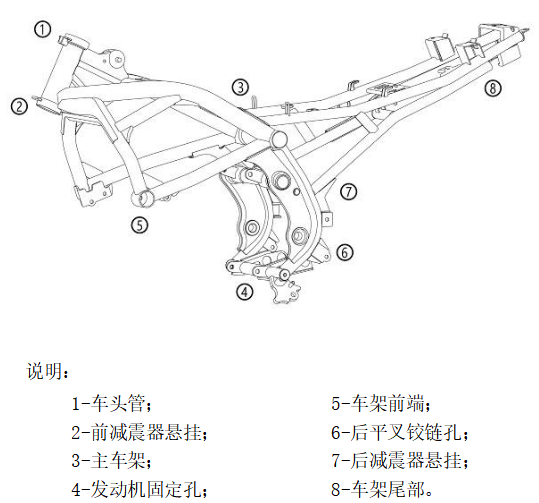 ①
②
③
⑧
⑦
⑤
⑥
④
说明：
1-车头管；
2-前减震器悬挂；
3-主车架；
4-发动机固定孔；
5-车架前端；
6-后平叉铰链孔；
7-后减震器悬挂；
8-车架尾部。